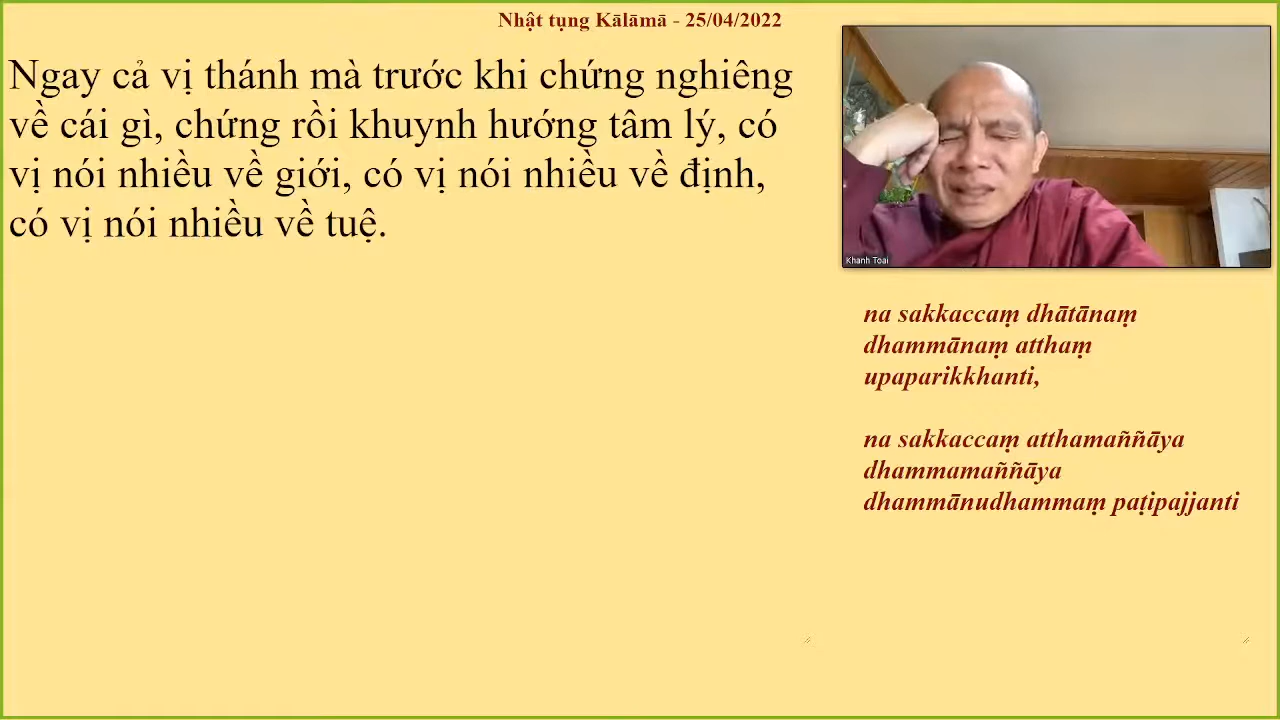 Nhật tụng Kālāmā - 25/04/2022
Ngay cả vị thánh mà trước khi chứng nghiêng
về cái gì, chứng rồi khuynh hướng tâm lý, có
vị nói nhiều về giới, có vị nói nhiều về định,
có vị nói nhiều về tuệ.
Khanh Toai
na sakkaccaṃ dhātānaṃ
dhammānaṃ atthaṃ
upaparikkhanti,
na sakkaccaṃ atthamaññāya
dhammamaññāya
dhammānudhammaṃ paṭipajjanti